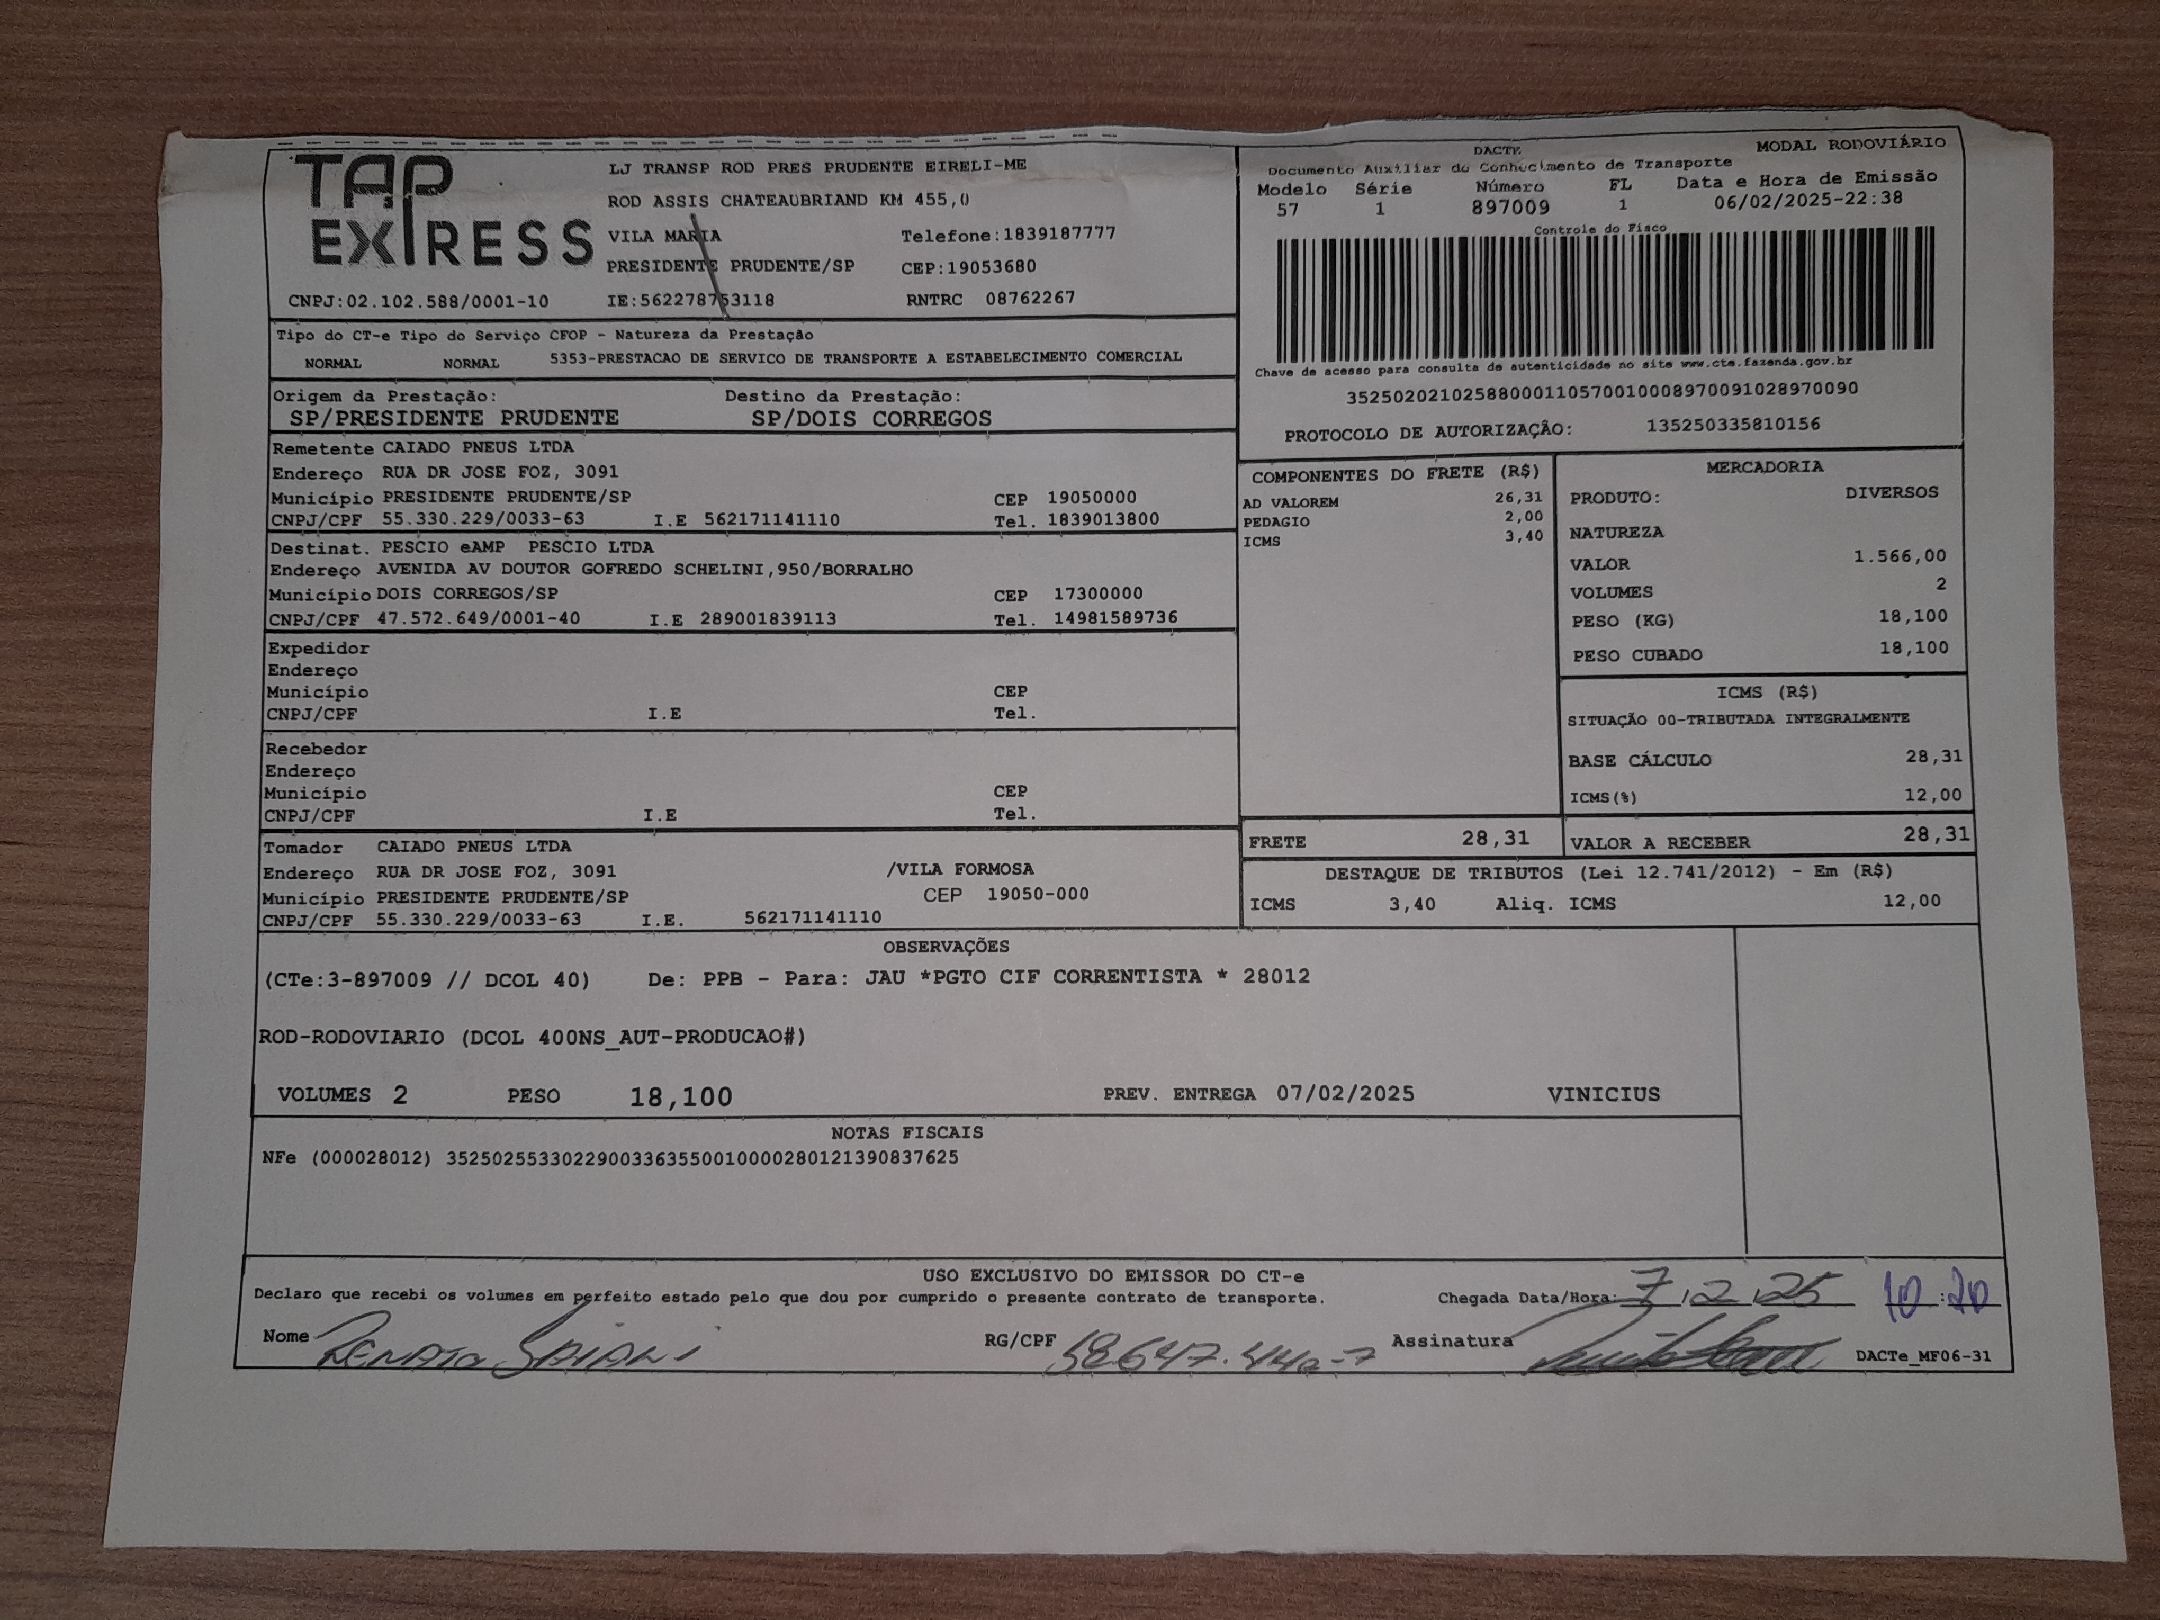 TAP EXPRESS
LJ TRANSP ROD PRES PRUDENTE EIRELI-ME
ROD ASSIS CHATEAUBRIAND KM 455,0
VILA MARIA Telefone:1839187777
PRESIDENTE PRUDENTE/SP CEP:19053680
CNPJ:02.102.588/0001-10 IE:562278753118 RNTRC 08762267
DACTE MODAL RODOVIÁRIO
Documento Auxiliar do Conhecimento de Transporte
Modelo Série Número FL Data e Hora de Emissão
57 1 897009 1 06/02/2025-22:38
Controle do Fisco
Chave de acesso para consulta de autenticidade no site www.cte.fazenda.gov.br
35250202102588000110570010008970091028970090
PROTOCOLO DE AUTORIZAÇÃO: 135250335810156
Tipo do CT-e Tipo do Serviço CFOP - Natureza da Prestação
NORMAL NORMAL 5353-PRESTACAO DE SERVICO DE TRANSPORTE A ESTABELECIMENTO COMERCIAL
Origem da Prestação: Destino da Prestação:
SP/PRESIDENTE PRUDENTE SP/DOIS CORREGOS
Remetente CAIADO PNEUS LTDA
Endereço RUA DR JOSE FOZ, 3091
Município PRESIDENTE PRUDENTE/SP CEP 19050000
CNPJ/CPF 55.330.229/0033-63 I.E 562171141110 Tel. 1839013800
Destinat. PESCIO eAMP PESCIO LTDA
Endereço AVENIDA AV DOUTOR GOFREDO SCHELINI,950/BORRALHO
Município DOIS CORREGOS/SP CEP 17300000
CNPJ/CPF 47.572.649/0001-40 I.E 289001839113 Tel. 14981589736
Expedidor
Endereço
Município CEP
CNPJ/CPF I.E Tel.
Recebedor
Endereço
Município CEP
CNPJ/CPF I.E Tel.
Tomador CAIADO PNEUS LTDA
Endereço RUA DR JOSE FOZ, 3091 /VILA FORMOSA
Município PRESIDENTE PRUDENTE/SP CEP 19050-000
CNPJ/CPF 55.330.229/0033-63 I.E. 562171141110
COMPONENTES DO FRETE (R$)
AD VALOREM 26,31
PEDAGIO 2,00
ICMS 3,40
MERCADORIA
PRODUTO: DIVERSOS
NATUREZA
VALOR 1.566,00
VOLUMES 2
PESO (KG) 18,100
PESO CUBADO 18,100
ICMS (R$)
SITUAÇÃO 00-TRIBUTADA INTEGRALMENTE
BASE CÁLCULO 28,31
ICMS(%) 12,00
FRETE 28,31 VALOR A RECEBER 28,31
DESTAQUE DE TRIBUTOS (Lei 12.741/2012) - Em (R$)
ICMS 3,40 Aliq. ICMS 12,00
OBSERVAÇÕES
(CTe:3-897009 // DCOL 40) De: PPB - Para: JAU *PGTO CIF CORRENTISTA * 28012
ROD-RODOVIARIO (DCOL 400NS_AUT-PRODUCAO#)
VOLUMES 2 PESO 18,100 PREV. ENTREGA 07/02/2025 VINICIUS
NOTAS FISCAIS
NFe (000028012) 35250255330229003363550010000280121390837625
USO EXCLUSIVO DO EMISSOR DO CT-e
Declaro que recebi os volumes em perfeito estado pelo que dou por cumprido o presente contrato de transporte. Chegada Data/Hora: 7.2.25 10:20
Nome RENATO RG/CPF Assinatura DACTe_MF06-31